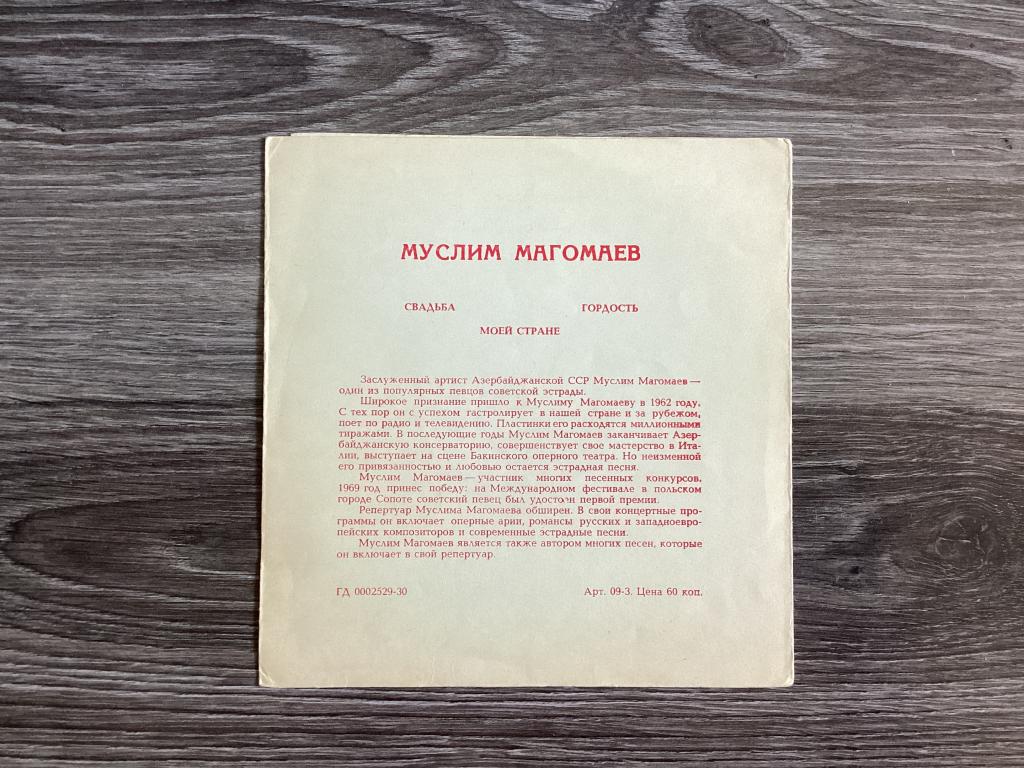 МУСЛИМ МАГОМАЕВ
СВАДЬБА ГОРДОСТЬ
МОЕЙ СТРАНЕ
Заслуженный артист Азербайджанской ССР Муслим Магомаев —
один из популярных певцов советской эстрады.
Широкое признание пришло к Муслиму Магомаеву в 1962 году.
С тех пор он с успехом гастролирует в нашей стране и за рубежом,
поет по радио и телевидению. Пластинки его расходятся миллионными
тиражами. В последующие годы Муслим Магомаев заканчивает Азер-
байджанскую консерваторию, совершенствует свое мастерство в Ита-
лии, выступает на сцене Бакинского оперного театра. Но неизменной
его привязанностью и любовью остается эстрадная песня.
Муслим Магомаев — участник многих песенных конкурсов.
1969 год принес победу: на Международном фестивале в польском
городе Сопоте советский певец был удостоен первой премии.
Репертуар Муслима Магомаева обширен. В свои концертные про-
граммы он включает оперные арии, романсы русских и западноевро-
пейских композиторов и современные эстрадные песни.
Муслим Магомаев является также автором многих песен, которые
он включает в свой репертуар.
ГД 0002529-30 Арт. 09-3. Цена 60 коп.